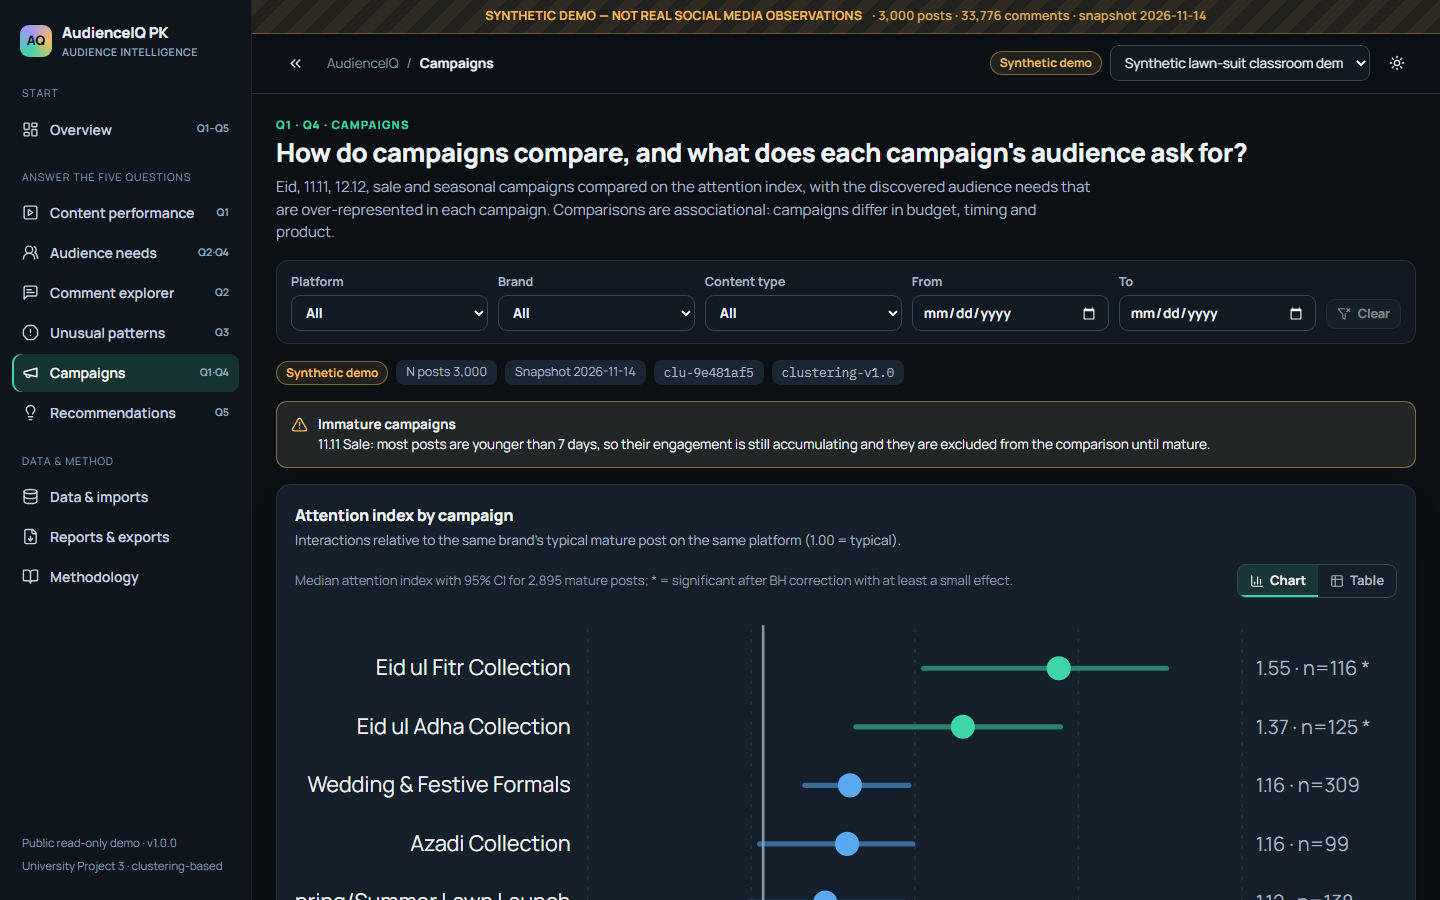 SYNTHETIC DEMO — NOT REAL SOCIAL MEDIA OBSERVATIONS · 3,000 posts · 33,776 comments · snapshot 2026-11-14
AQ
AudienceIQ PK
AUDIENCE INTELLIGENCE
START
Overview Q1–Q5
ANSWER THE FIVE QUESTIONS
Content performance Q1
Audience needs Q2·Q4
Comment explorer Q2
Unusual patterns Q3
Campaigns Q1·Q4
Recommendations Q5
DATA & METHOD
Data & imports
Reports & exports
Methodology
Public read-only demo · v1.0.0
University Project 3 · clustering-based
AudienceIQ / Campaigns
Synthetic demo
Synthetic lawn-suit classroom dem
Q1 · Q4 · CAMPAIGNS
How do campaigns compare, and what does each campaign's audience ask for?
Eid, 11.11, 12.12, sale and seasonal campaigns compared on the attention index, with the discovered audience needs that
are over-represented in each campaign. Comparisons are associational: campaigns differ in budget, timing and
product.
Platform Brand Content type From To
All All All mm/dd/yyyy mm/dd/yyyy Clear
Synthetic demo N posts 3,000 Snapshot 2026-11-14 clu-9e481af5 clustering-v1.0
Immature campaigns
11.11 Sale: most posts are younger than 7 days, so their engagement is still accumulating and they are excluded from the comparison until mature.
Attention index by campaign
Interactions relative to the same brand's typical mature post on the same platform (1.00 = typical).
Median attention index with 95% CI for 2,895 mature posts; * = significant after BH correction with at least a small effect.
Chart Table
Eid ul Fitr Collection 1.55 · n=116 *
Eid ul Adha Collection 1.37 · n=125 *
Wedding & Festive Formals 1.16 · n=309
Azadi Collection 1.16 · n=99